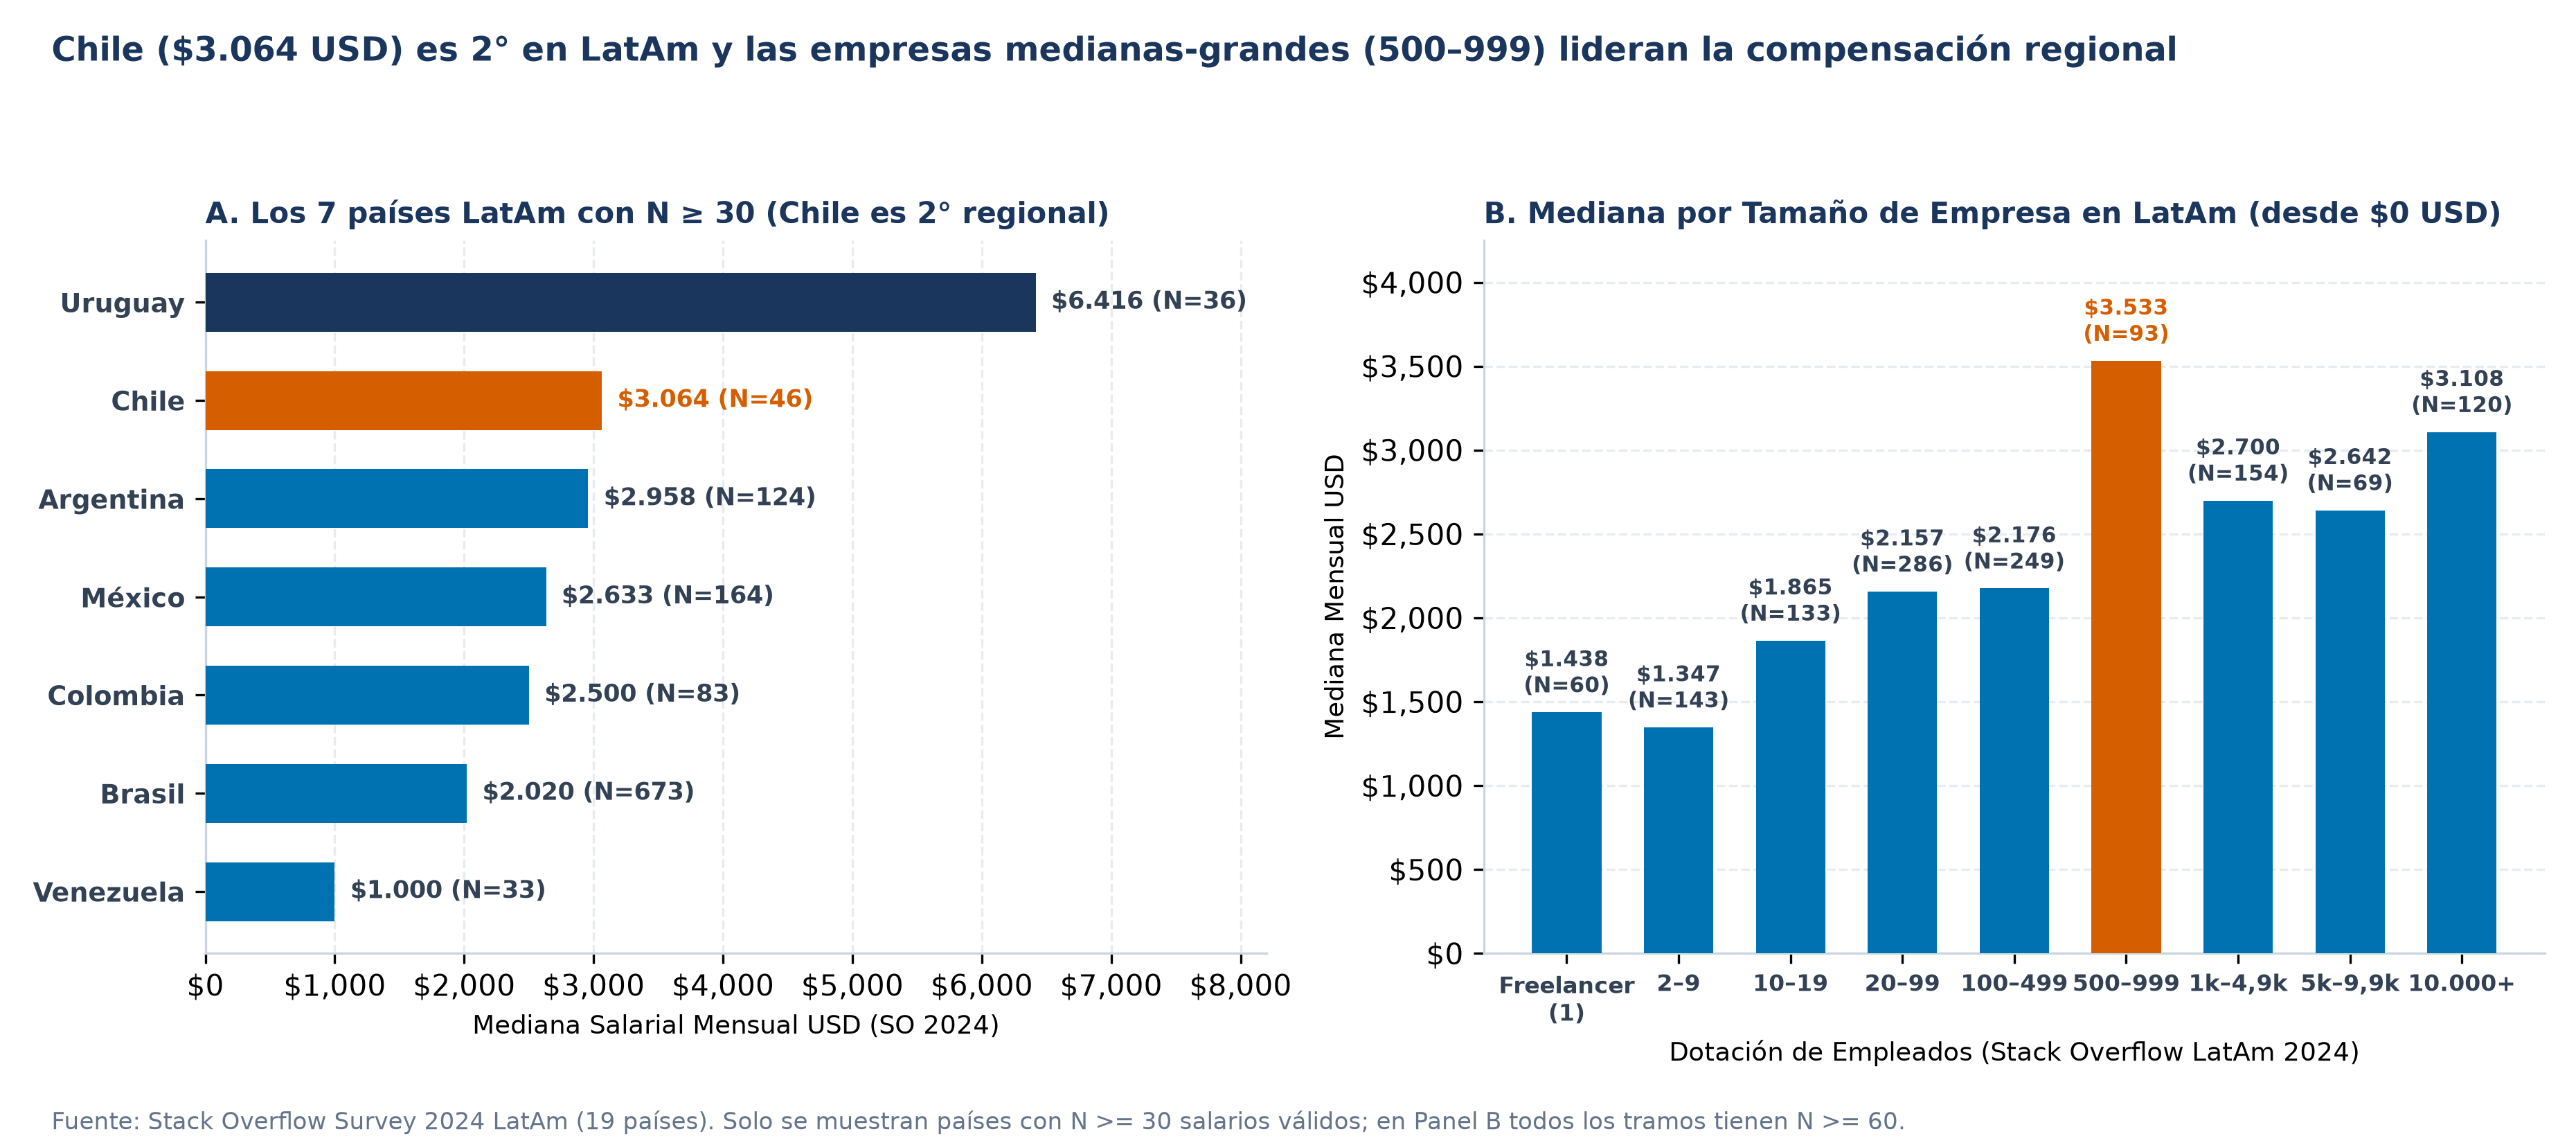 Chile ($3.064 USD) es 2° en LatAm y las empresas medianas-grandes (500–999) lideran la compensación regional
A. Los 7 países LatAm con N ≥ 30 (Chile es 2° regional)
Uruguay
$6.416 (N=36)
Chile
$3.064 (N=46)
Argentina
$2.958 (N=124)
México
$2.633 (N=164)
Colombia
$2.500 (N=83)
Brasil
$2.020 (N=673)
Venezuela
$1.000 (N=33)
$0 $1,000 $2,000 $3,000 $4,000 $5,000 $6,000 $7,000 $8,000
Mediana Salarial Mensual USD (SO 2024)
B. Mediana por Tamaño de Empresa en LatAm (desde $0 USD)
Mediana Mensual USD
$4,000
$3,500
$3,000
$2,500
$2,000
$1,500
$1,000
$500
$0
$1.438
(N=60)
$1.347
(N=143)
$1.865
(N=133)
$2.157
(N=286)
$2.176
(N=249)
$3.533
(N=93)
$2.700
(N=154)
$2.642
(N=69)
$3.108
(N=120)
Freelancer
(1)
2–9
10–19
20–99
100–499
500–999
1k–4,9k
5k–9,9k
10.000+
Dotación de Empleados (Stack Overflow LatAm 2024)
Fuente: Stack Overflow Survey 2024 LatAm (19 países). Solo se muestran países con N >= 30 salarios válidos; en Panel B todos los tramos tienen N >= 60.